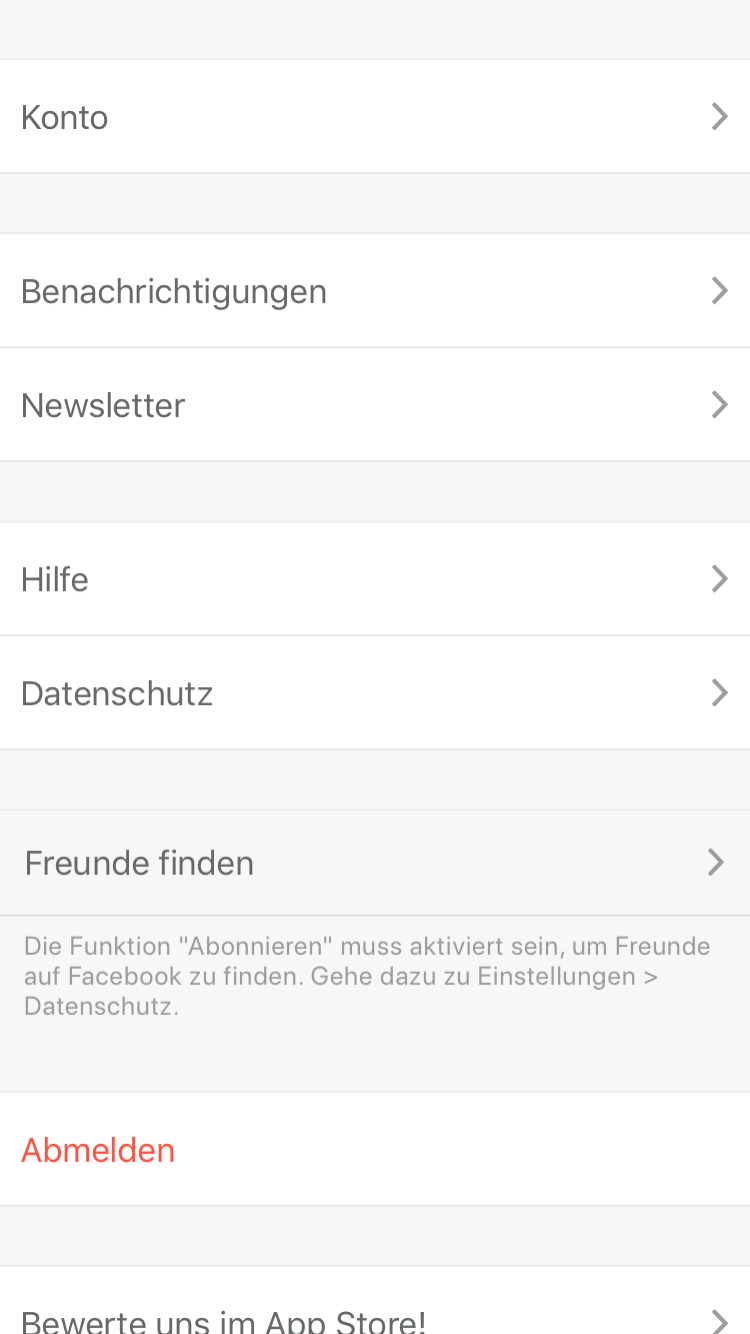 Konto
Benachrichtigungen
Newsletter
Hilfe
Datenschutz
Freunde finden
Die Funktion "Abonnieren" muss aktiviert sein, um Freunde
auf Facebook zu finden. Gehe dazu zu Einstellungen >
Datenschutz.
Abmelden
Bewerte uns im App Store!